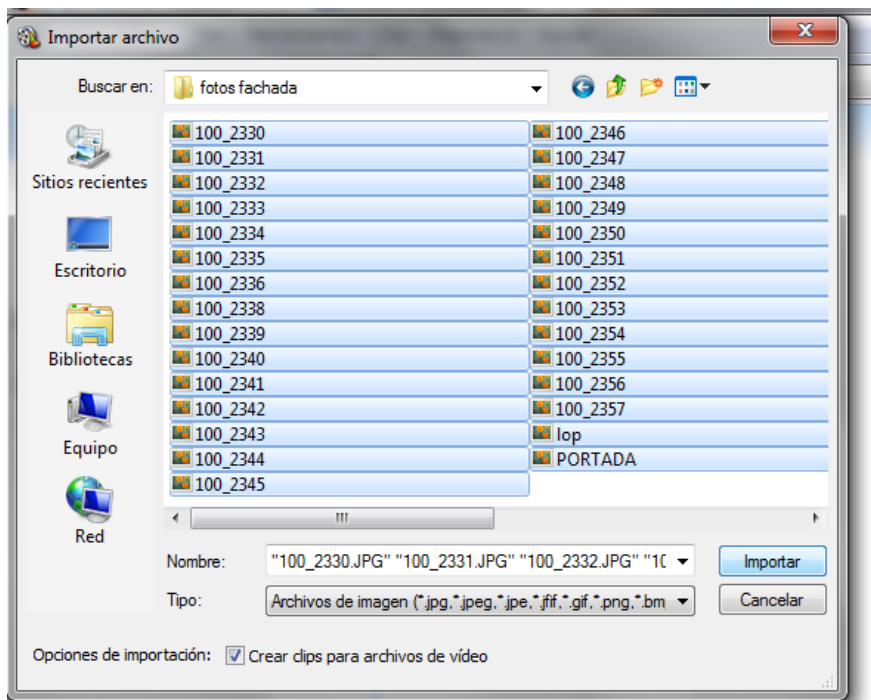 Importar archivo
Buscar en:
fotos fachada
Sitios recientes
Escritorio
Bibliotecas
Equipo
Red
100_2330
100_2331
100_2332
100_2333
100_2334
100_2335
100_2336
100_2338
100_2339
100_2340
100_2341
100_2342
100_2343
100_2344
100_2345
100_2346
100_2347
100_2348
100_2349
100_2350
100_2351
100_2352
100_2353
100_2354
100_2355
100_2356
100_2357
lop
PORTADA
Nombre:
"100_2330.JPG" "100_2331.JPG" "100_2332.JPG" "10
Importar
Tipo:
Archivos de imagen (*.jpg,*.jpeg,*.jpe,*.jfif,*.gif,*.png,*.bm
Cancelar
Opciones de importación:
Crear clips para archivos de vídeo